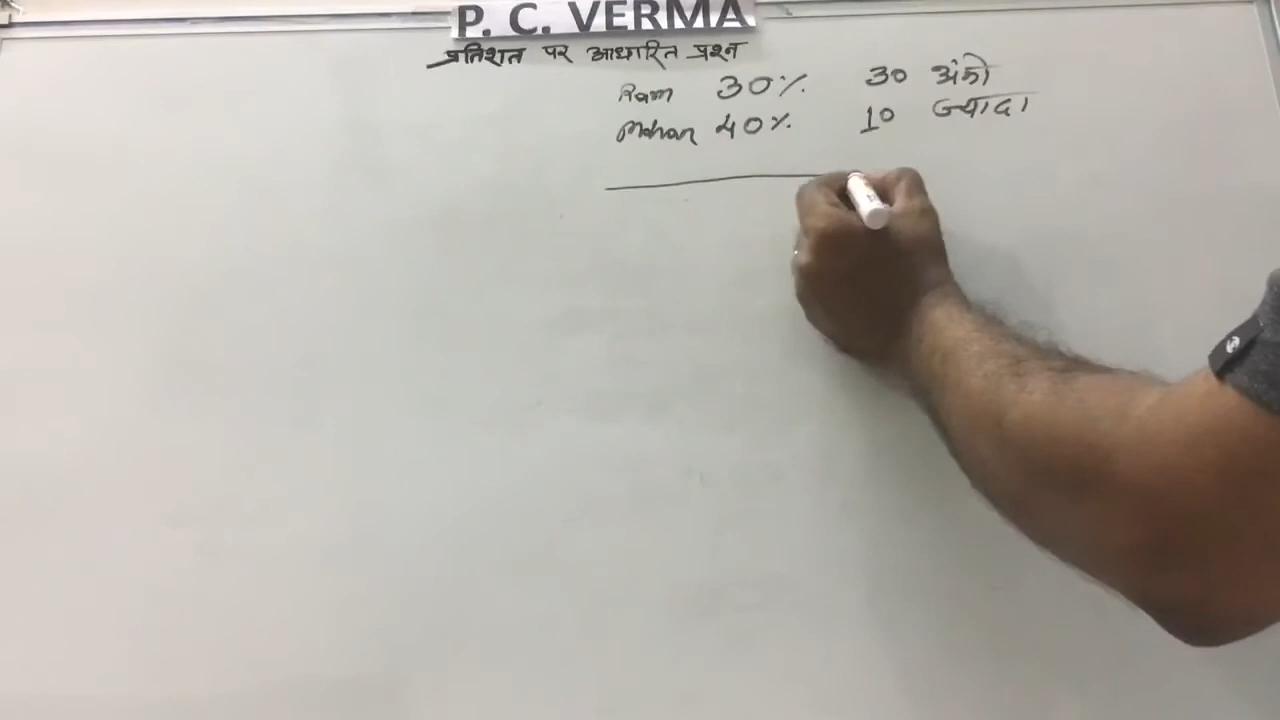 P. C. VERMA
प्रतिशत पर आधारित प्रश्न
Ram 30% 30 अंको
Mohan 40% 10 ज्यादा